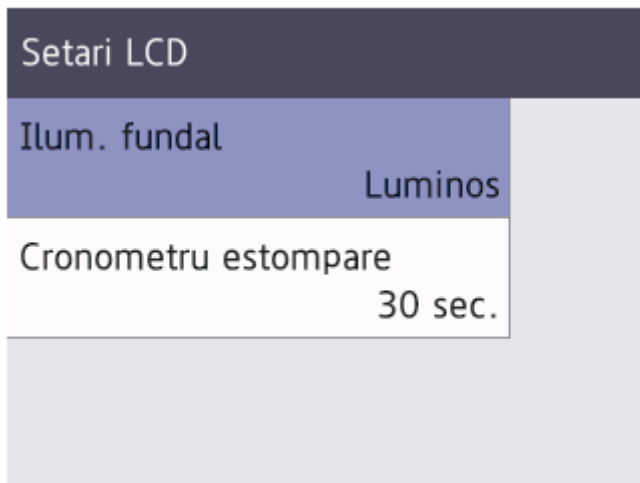 Setari LCD
Ilum. fundal
Luminos
Cronometru estompare
30 sec.